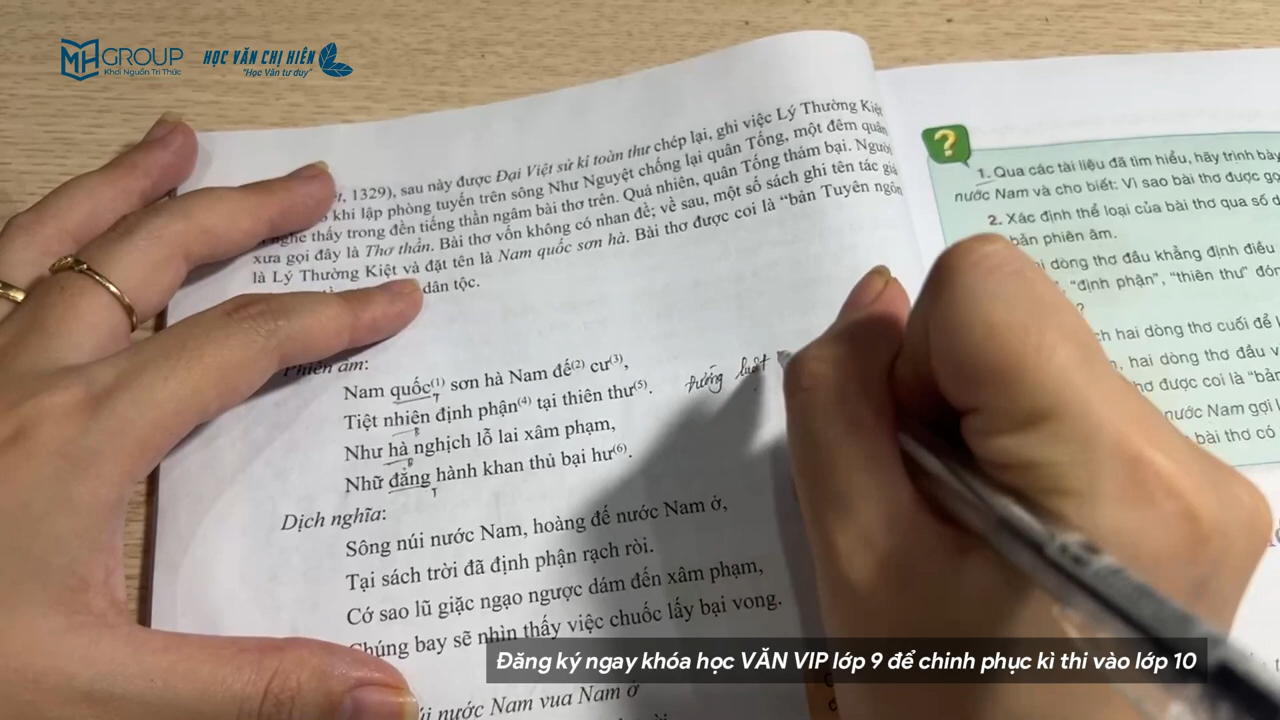 MH GROUP
Khơi Nguồn Tri Thức
HỌC VĂN CHỊ HIÊN
"Học Văn tư duy"
1329), sau này được Đại Việt sử kí toàn thư chép lại, ghi việc Lý Thường Kiệt
khi lập phòng tuyến trên sông Như Nguyệt chống lại quân Tống, một đêm quân
nghe thấy trong đền tiếng thần ngâm bài thơ trên. Quả nhiên, quân Tống thảm bại. Người
xưa gọi đây là Thơ thần. Bài thơ vốn không có nhan đề; về sau, một số sách ghi tên tác giả
là Lý Thường Kiệt và đặt tên là Nam quốc sơn hà. Bài thơ được coi là “bản Tuyên ngôn
dân tộc.
Phiên âm:
Nam quốc(1) sơn hà Nam đế(2) cư(3),
T
Tiệt nhiên định phận(4) tại thiên thư(5).
B
Như hà nghịch lỗ lai xâm phạm,
B
Nhữ đẳng hành khan thủ bại hư(6).
T
luật
Dịch nghĩa:
Sông núi nước Nam, hoàng đế nước Nam ở,
Tại sách trời đã định phận rạch ròi.
Cớ sao lũ giặc ngạo ngược dám đến xâm phạm,
Chúng bay sẽ nhìn thấy việc chuốc lấy bại vong.
núi nước Nam vua Nam ở
?
1. Qua các tài liệu đã tìm hiểu, hãy trình bày
nước Nam và cho biết: Vì sao bài thơ được gọ
2. Xác định thể loại của bài thơ qua số d
bản phiên âm.
dòng thơ đầu khẳng định điều
“định phận”, “thiên thư” đón
?
hai dòng thơ cuối để
hai dòng thơ đầu v
được coi là “bản
nước Nam gợi
bài thơ có
Đăng ký ngay khóa học VĂN VIP lớp 9 để chinh phục kì thi vào lớp 10